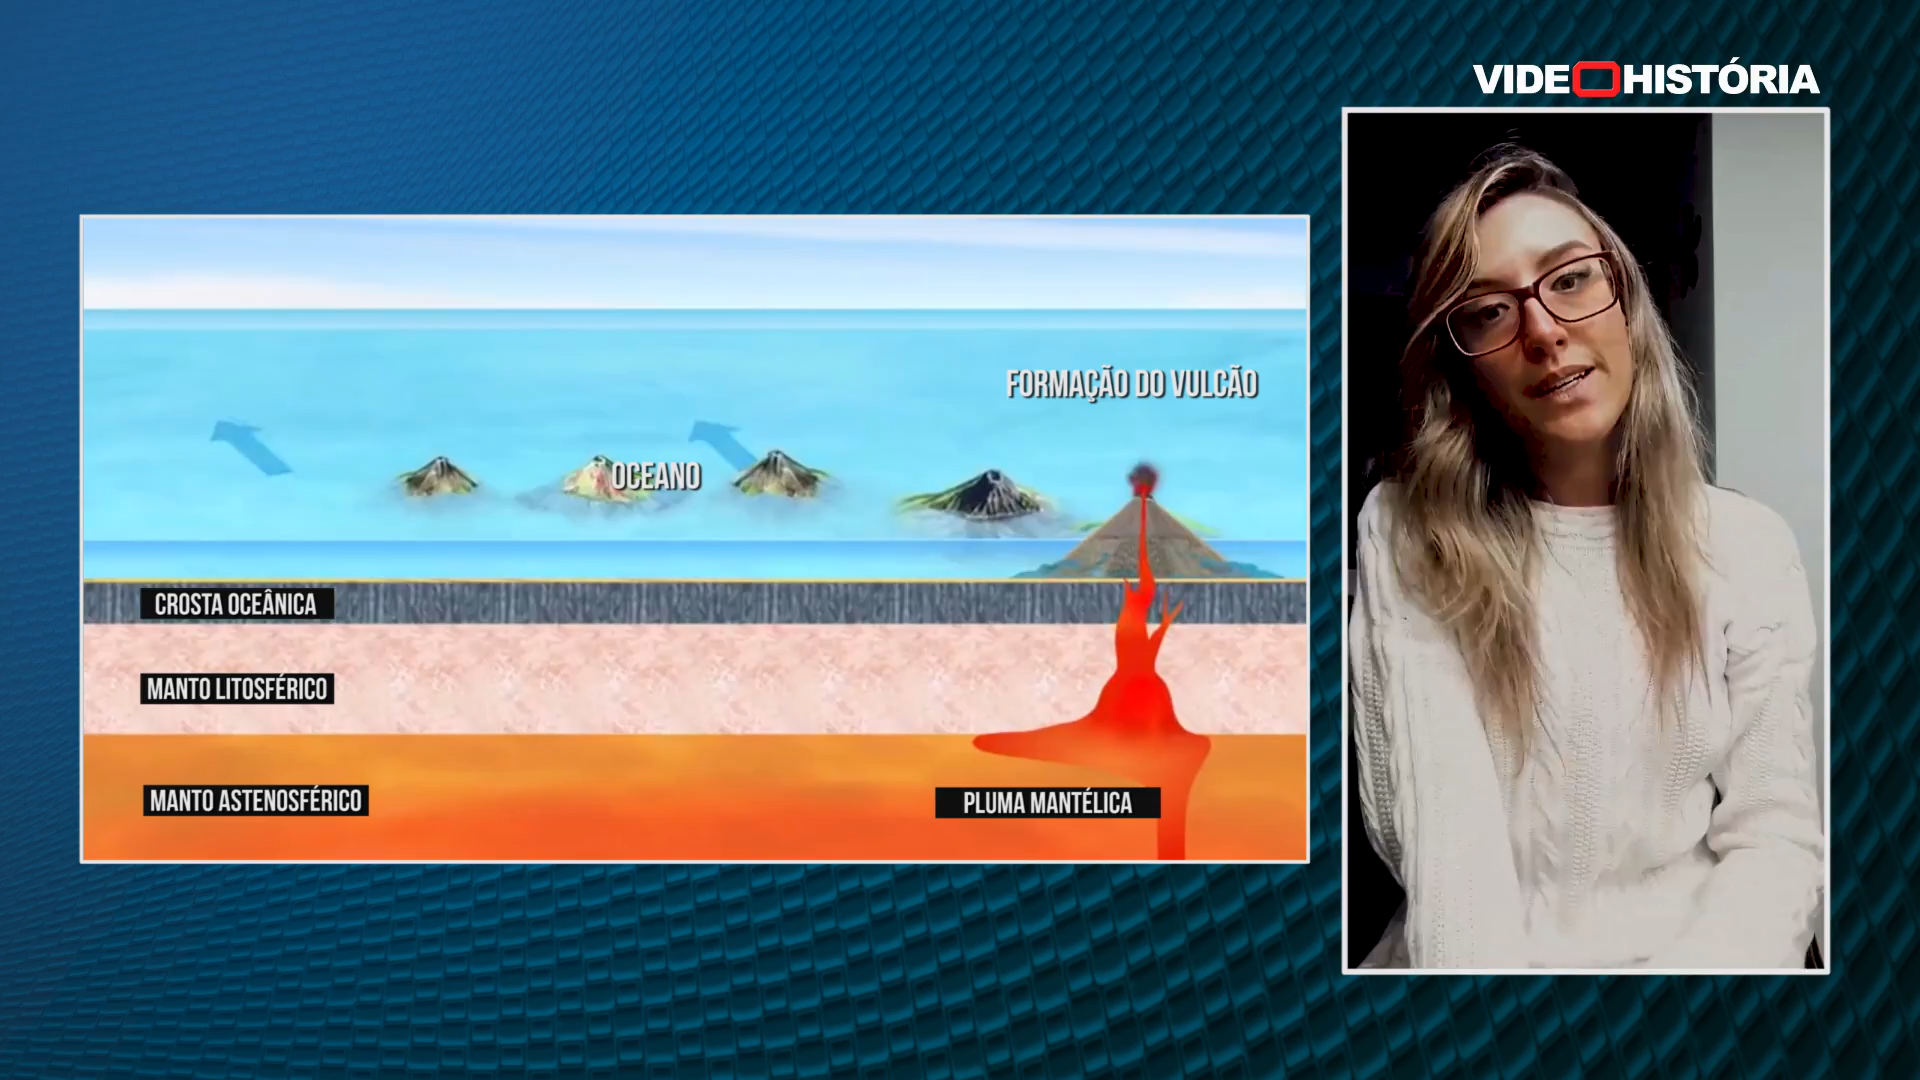 VIDEOHISTÓRIA
FORMAÇÃO DO VULCÃO
OCEANO
CROSTA OCEÂNICA
MANTO LITOSFÉRICO
MANTO ASTENOSFÉRICO
PLUMA MANTÉLICA